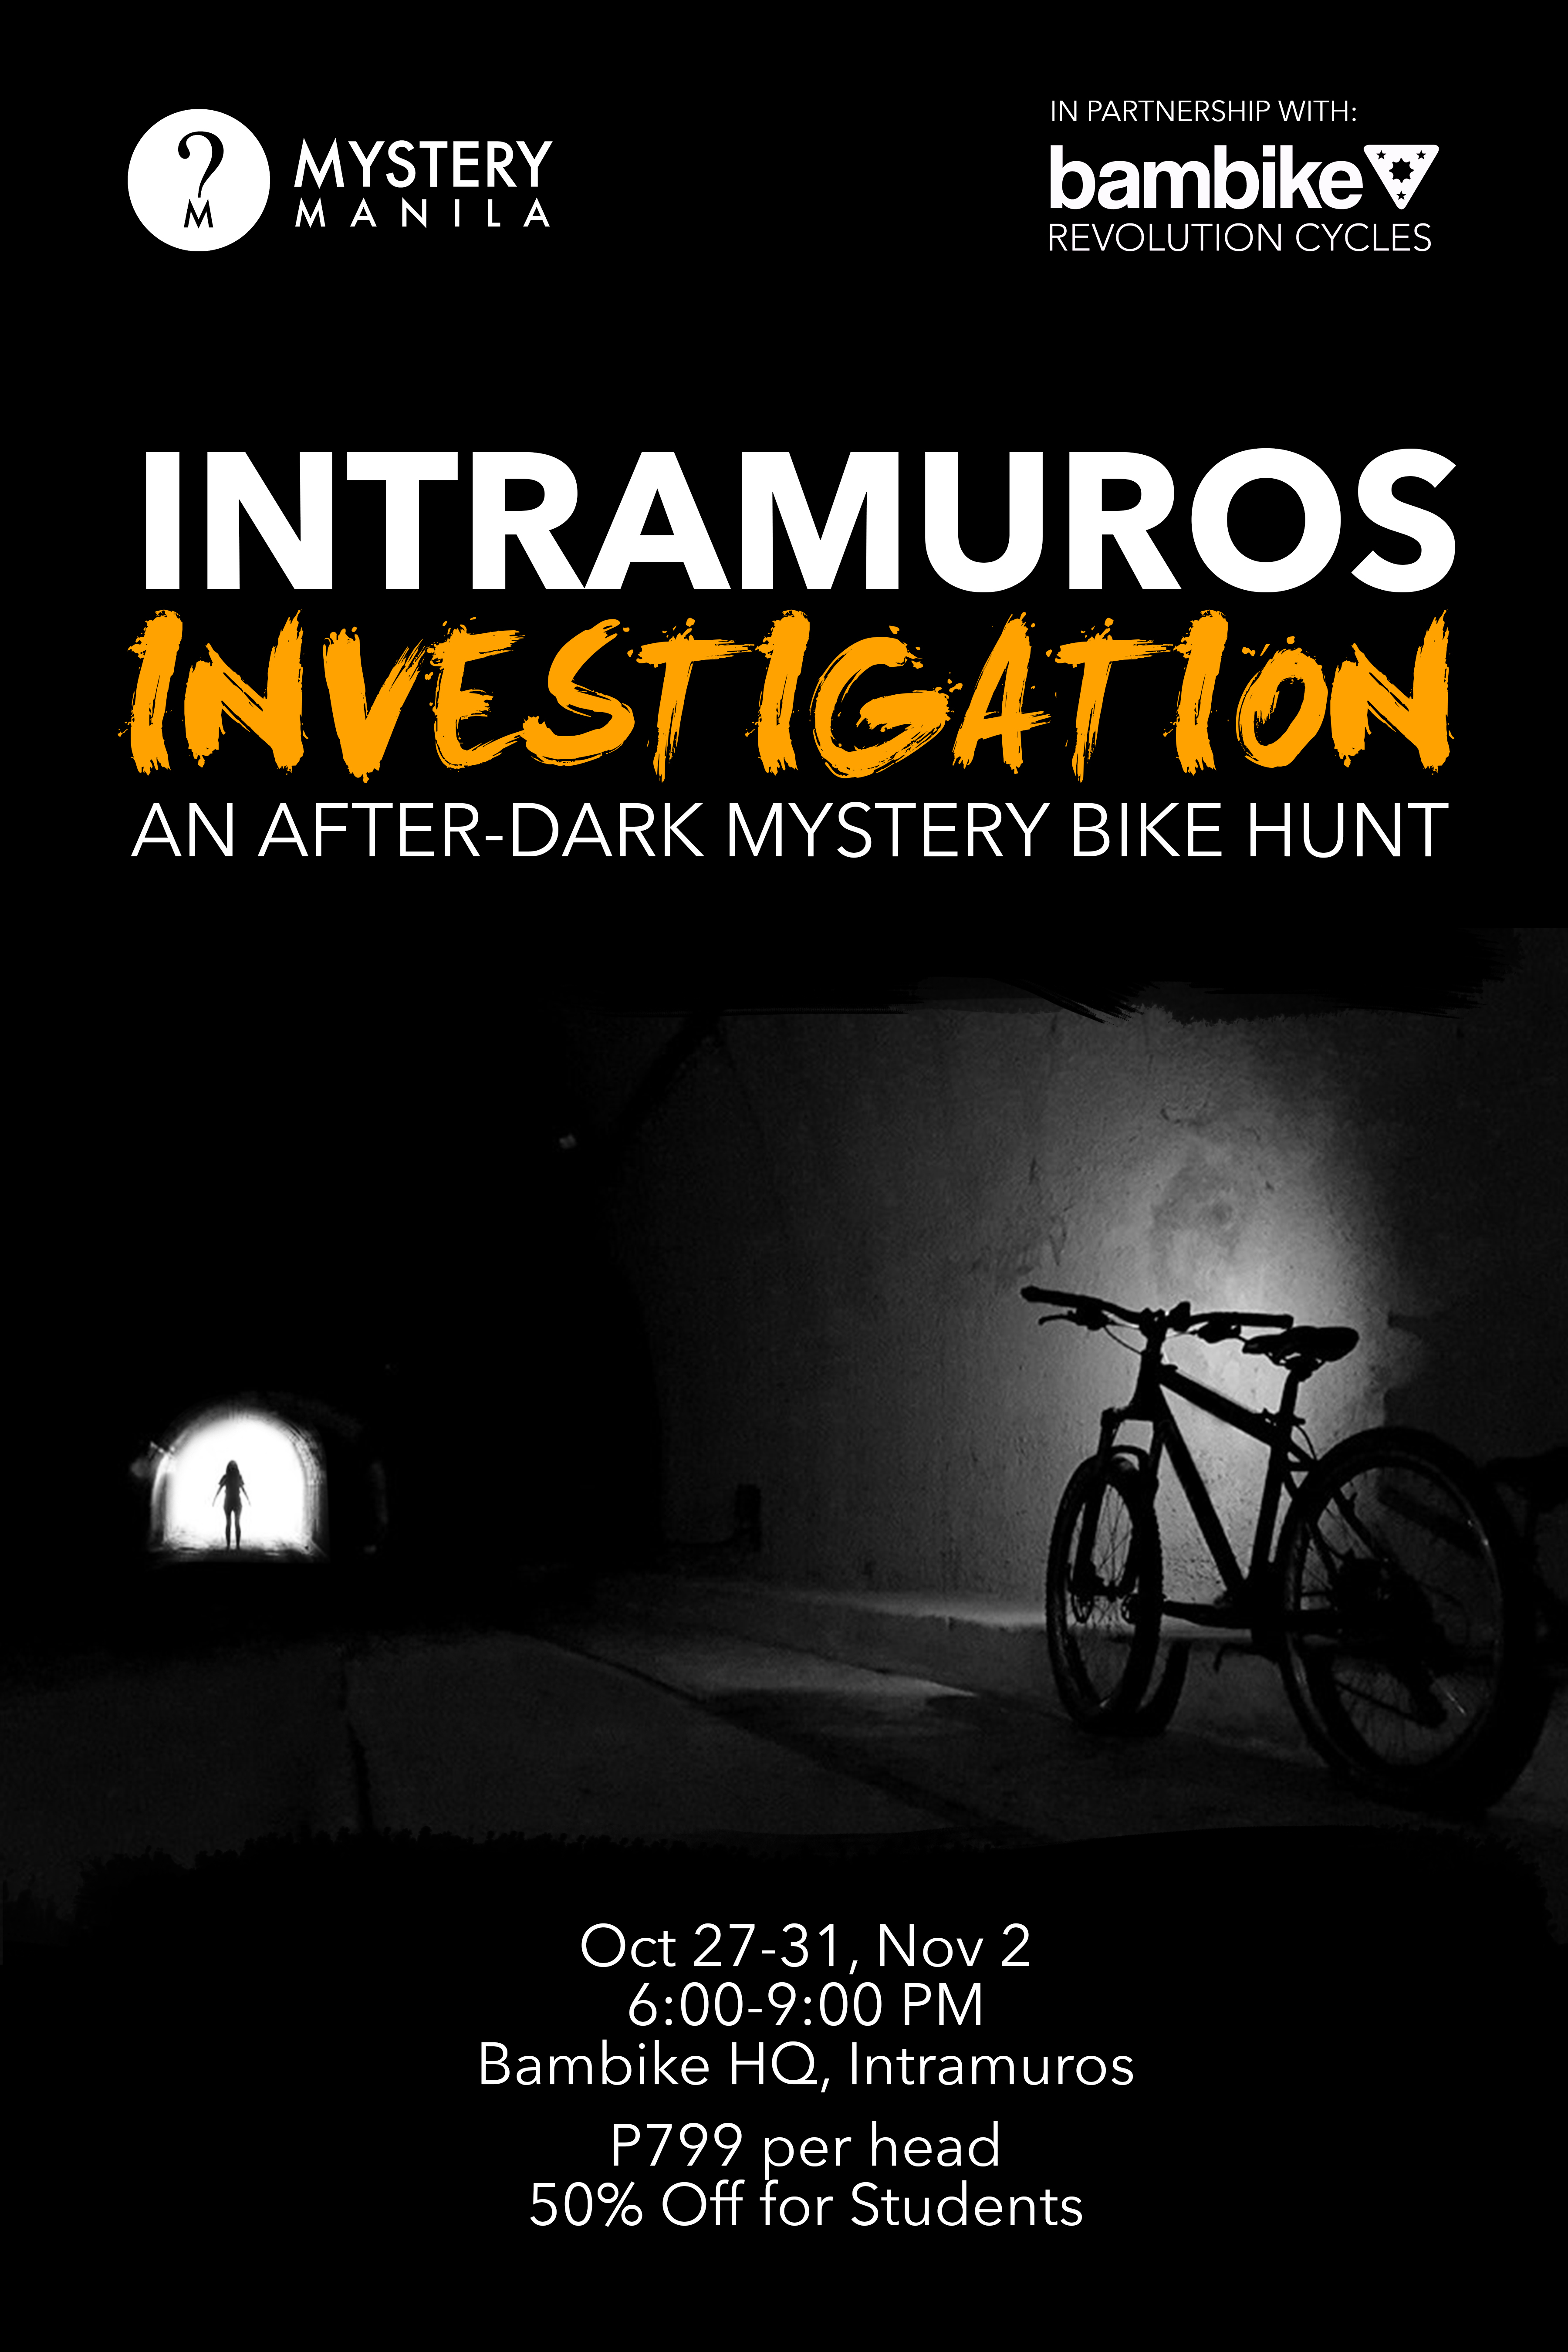 ?
M
MYSTERY
MANILA
IN PARTNERSHIP WITH:
bambike
REVOLUTION CYCLES
INTRAMUROS
INVESTIGATION
AN AFTER-DARK MYSTERY BIKE HUNT
Oct 27-31, Nov 2
6:00-9:00 PM
Bambike HQ, Intramuros
P799 per head
50% Off for Students